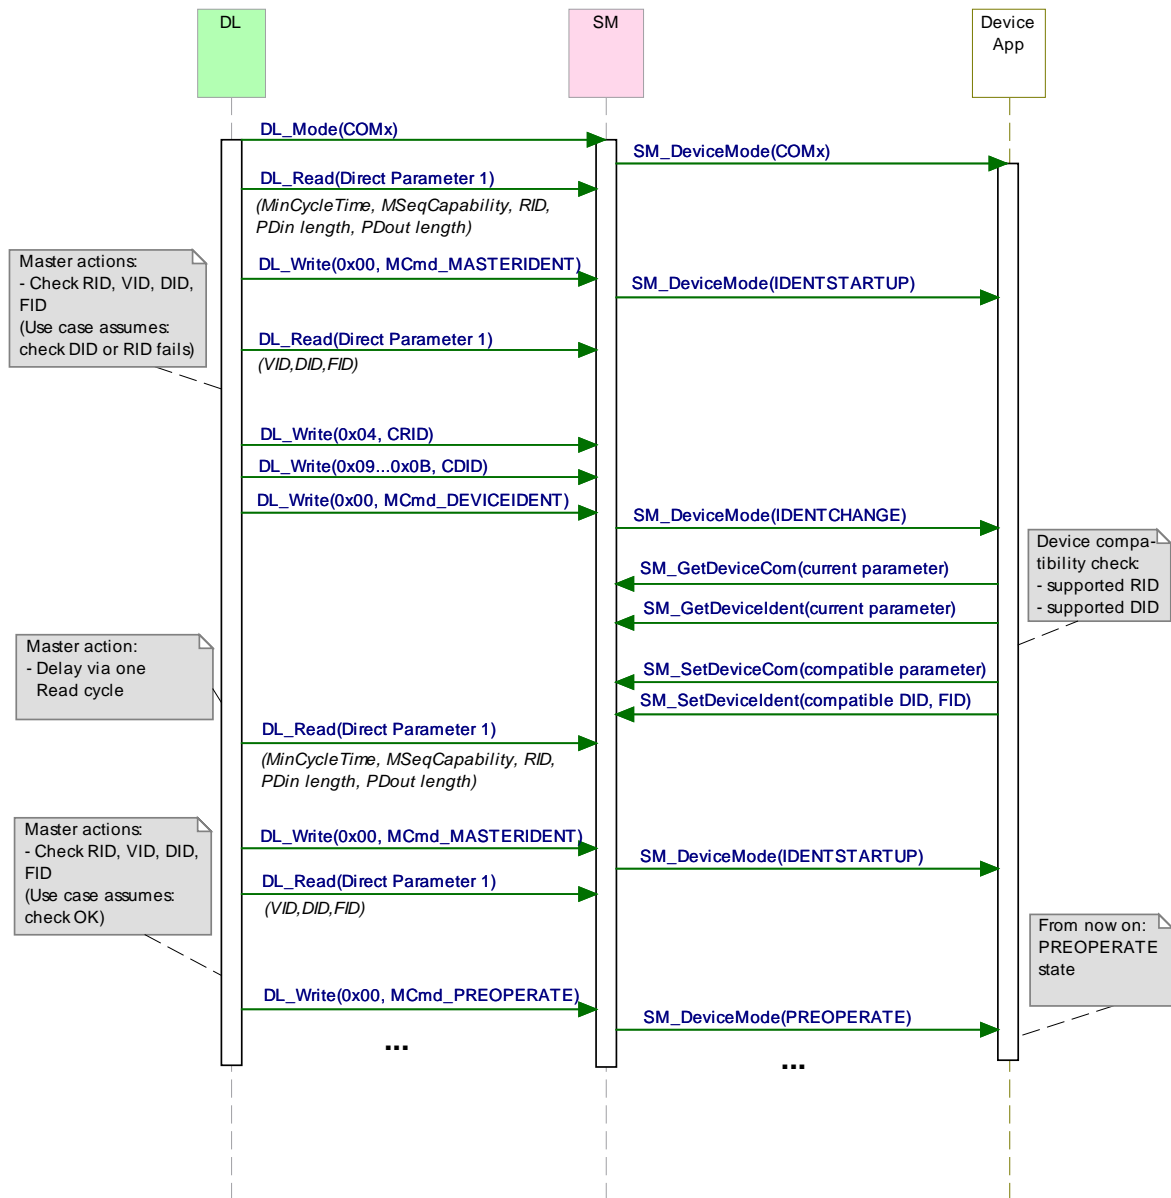 DL
SM
Device
App
DL_Mode(COMx)
SM_DeviceMode(COMx)
DL_Read(Direct Parameter 1)
(MinCycleTime, MSeqCapability, RID,
PDin length, PDout length)
Master actions:
- Check RID, VID, DID,
FID
(Use case assumes:
check DID or RID fails)
DL_Write(0x00, MCmd_MASTERIDENT)
SM_DeviceMode(IDENTSTARTUP)
DL_Read(Direct Parameter 1)
(VID,DID,FID)
DL_Write(0x04, CRID)
DL_Write(0x09...0x0B, CDID)
DL_Write(0x00, MCmd_DEVICEIDENT)
SM_DeviceMode(IDENTCHANGE)
Device compa-
tibility check:
- supported RID
- supported DID
SM_GetDeviceCom(current parameter)
SM_GetDeviceIdent(current parameter)
Master action:
- Delay via one
Read cycle
SM_SetDeviceCom(compatible parameter)
SM_SetDeviceIdent(compatible DID, FID)
DL_Read(Direct Parameter 1)
(MinCycleTime, MSeqCapability, RID,
PDin length, PDout length)
Master actions:
- Check RID, VID, DID,
FID
(Use case assumes:
check OK)
DL_Write(0x00, MCmd_MASTERIDENT)
SM_DeviceMode(IDENTSTARTUP)
DL_Read(Direct Parameter 1)
(VID,DID,FID)
From now on:
PREOPERATE
state
DL_Write(0x00, MCmd_PREOPERATE)
SM_DeviceMode(PREOPERATE)
...
...